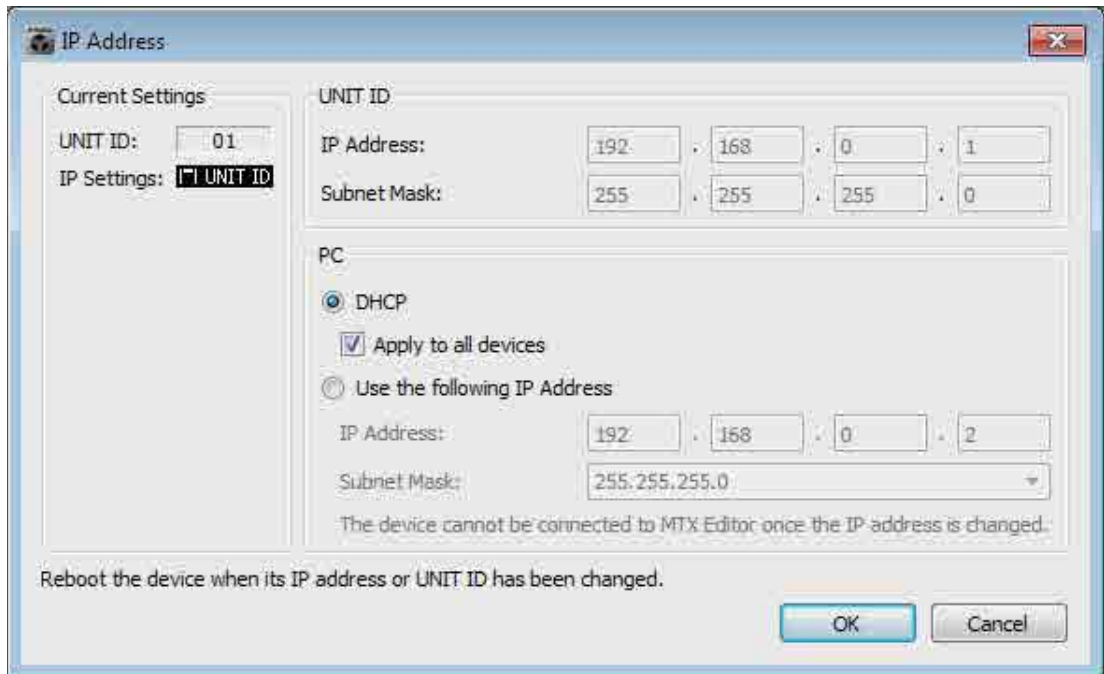 IP Address
Current Settings
UNIT ID: 01
IP Settings: UNIT ID
UNIT ID
IP Address: 192 . 168 . 0 . 1
Subnet Mask: 255 . 255 . 255 . 0
PC
DHCP
Apply to all devices
Use the following IP Address
IP Address: 192 . 168 . 0 . 2
Subnet Mask: 255.255.255.0
The device cannot be connected to MTX Editor once the IP address is changed.
Reboot the device when its IP address or UNIT ID has been changed.
OK Cancel